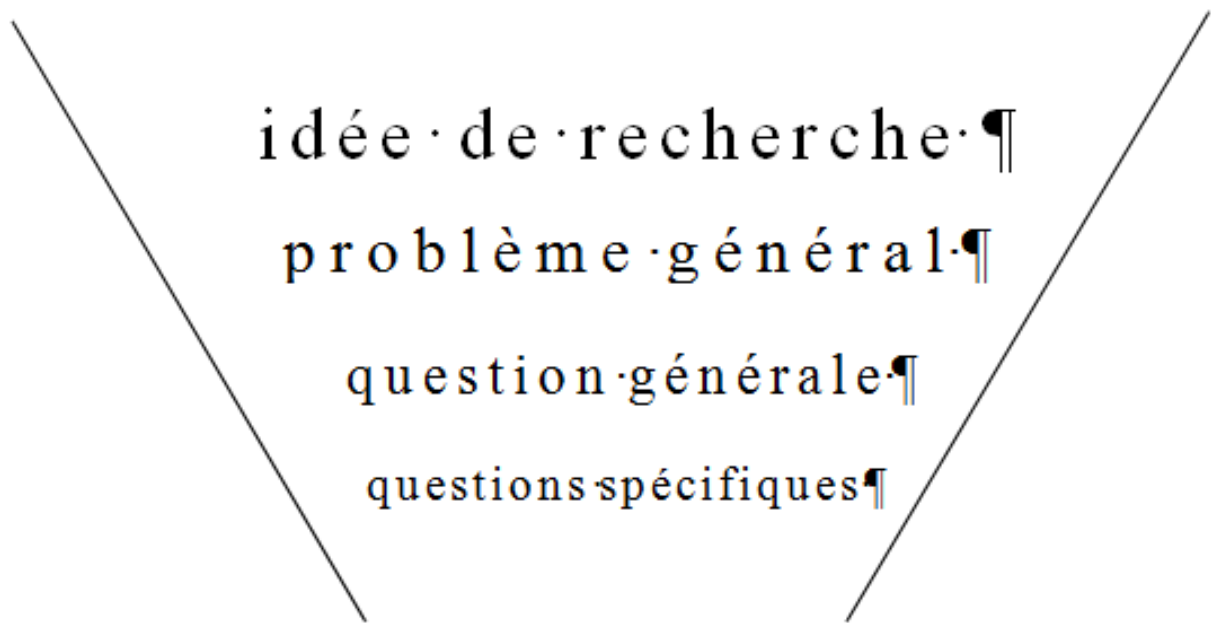 idée de recherche ¶
problème général ¶
question générale ¶
questions spécifiques ¶